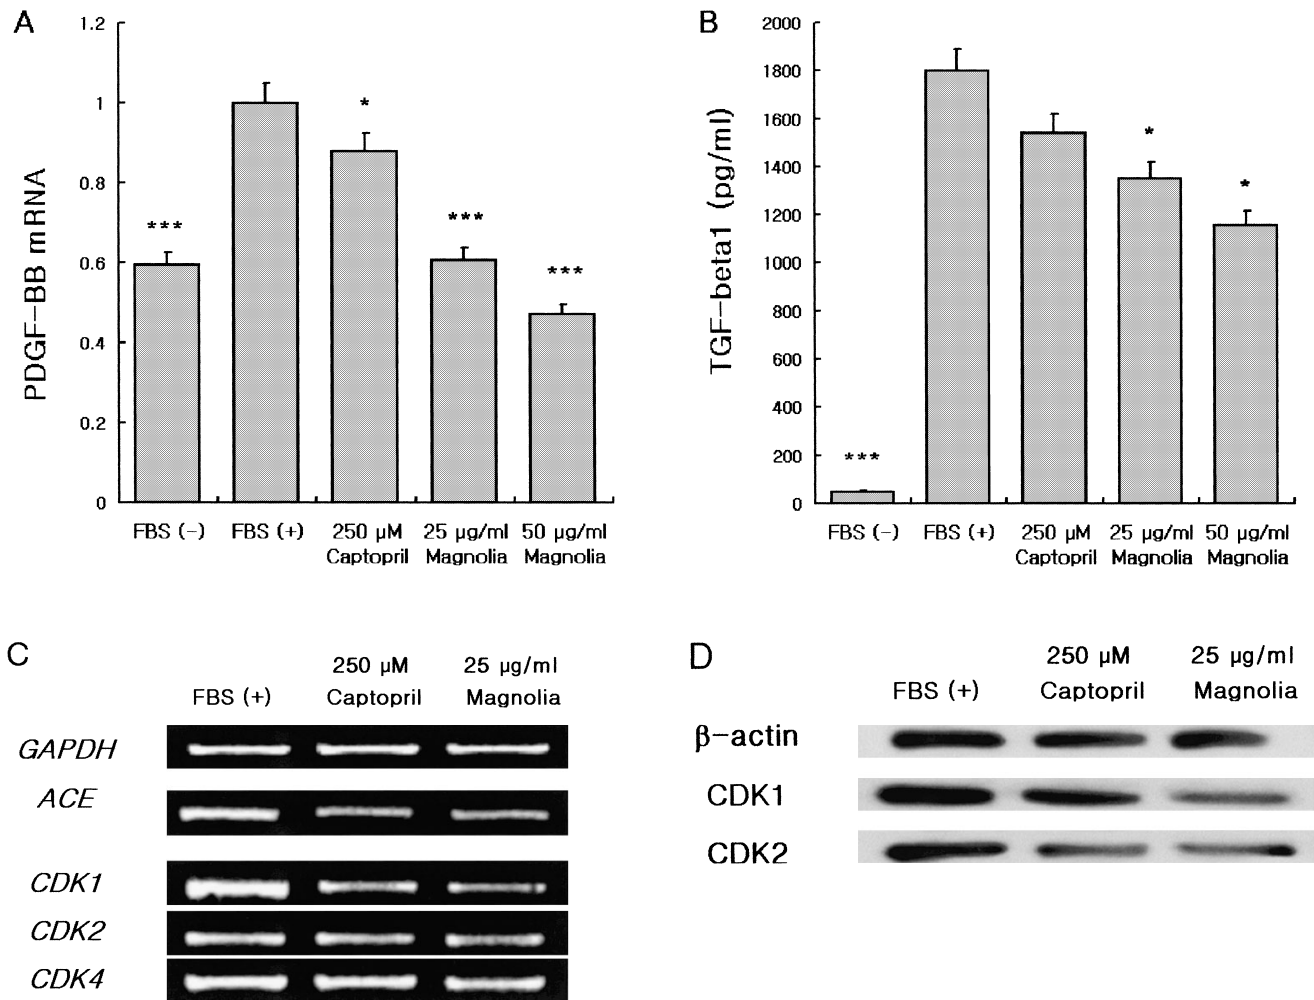 A
PDGF-BB mRNA
1.2
1
0.8
0.6
0.4
0.2
0
***
*
***
***
FBS (-)
FBS (+)
250 µM
Captopril
25 µg/ml
Magnolia
50 µg/ml
Magnolia
B
TGF-beta1 (pg/ml)
2000
1800
1600
1400
1200
1000
800
600
400
200
0
***
*
*
FBS (-)
FBS (+)
250 µM
Captopril
25 µg/ml
Magnolia
50 µg/ml
Magnolia
C
FBS (+)
250 µM
Captopril
25 µg/ml
Magnolia
GAPDH
ACE
CDK1
CDK2
CDK4
D
FBS (+)
250 µM
Captopril
25 µg/ml
Magnolia
β-actin
CDK1
CDK2